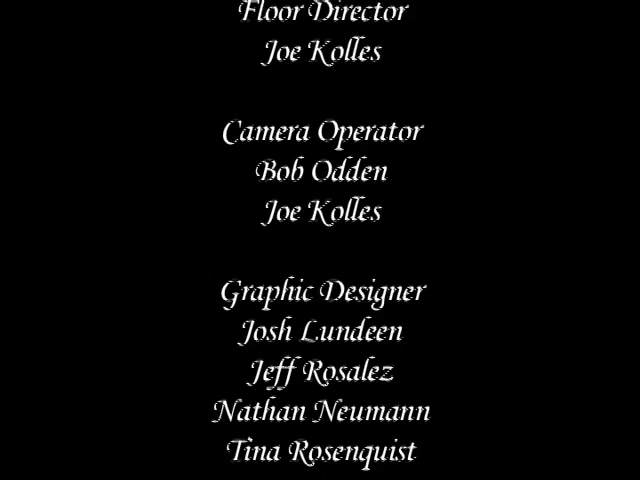 Floor Director
Joe Kolles
Camera Operator
Bob Odden
Joe Kolles
Graphic Designer
Josh Lundeen
Jeff Rosalez
Nathan Neumann
Tina Rosenquist